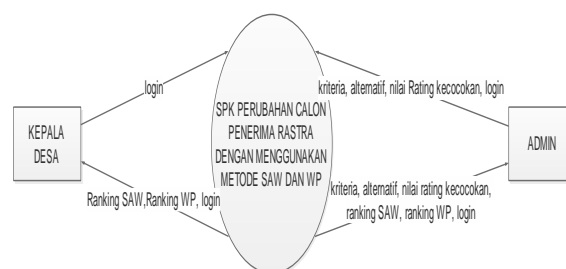 login
kriteria, alternatif, nilai Rating kecocokan, login
KEPALA
DESA
SPK PERUBAHAN CALON
PENERIMA RASTRA
DENGAN MENGGUNAKAN
METODE SAW DAN WP
ADMIN
Ranking SAW,Ranking WP, login
kriteria, alternatif, nilai rating kecocokan,
ranking SAW, ranking WP, login